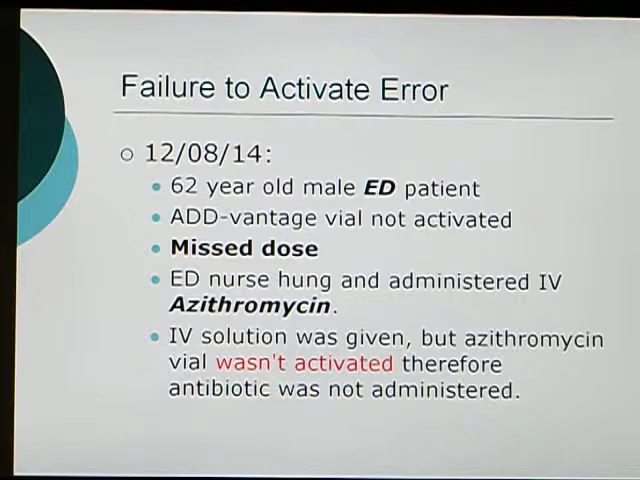 Failure to Activate Error
12/08/14:
62 year old male ED patient
ADD-vantage vial not activated
Missed dose
ED nurse hung and administered IV
Azithromycin.
IV solution was given, but azithromycin
vial wasn't activated therefore
antibiotic was not administered.